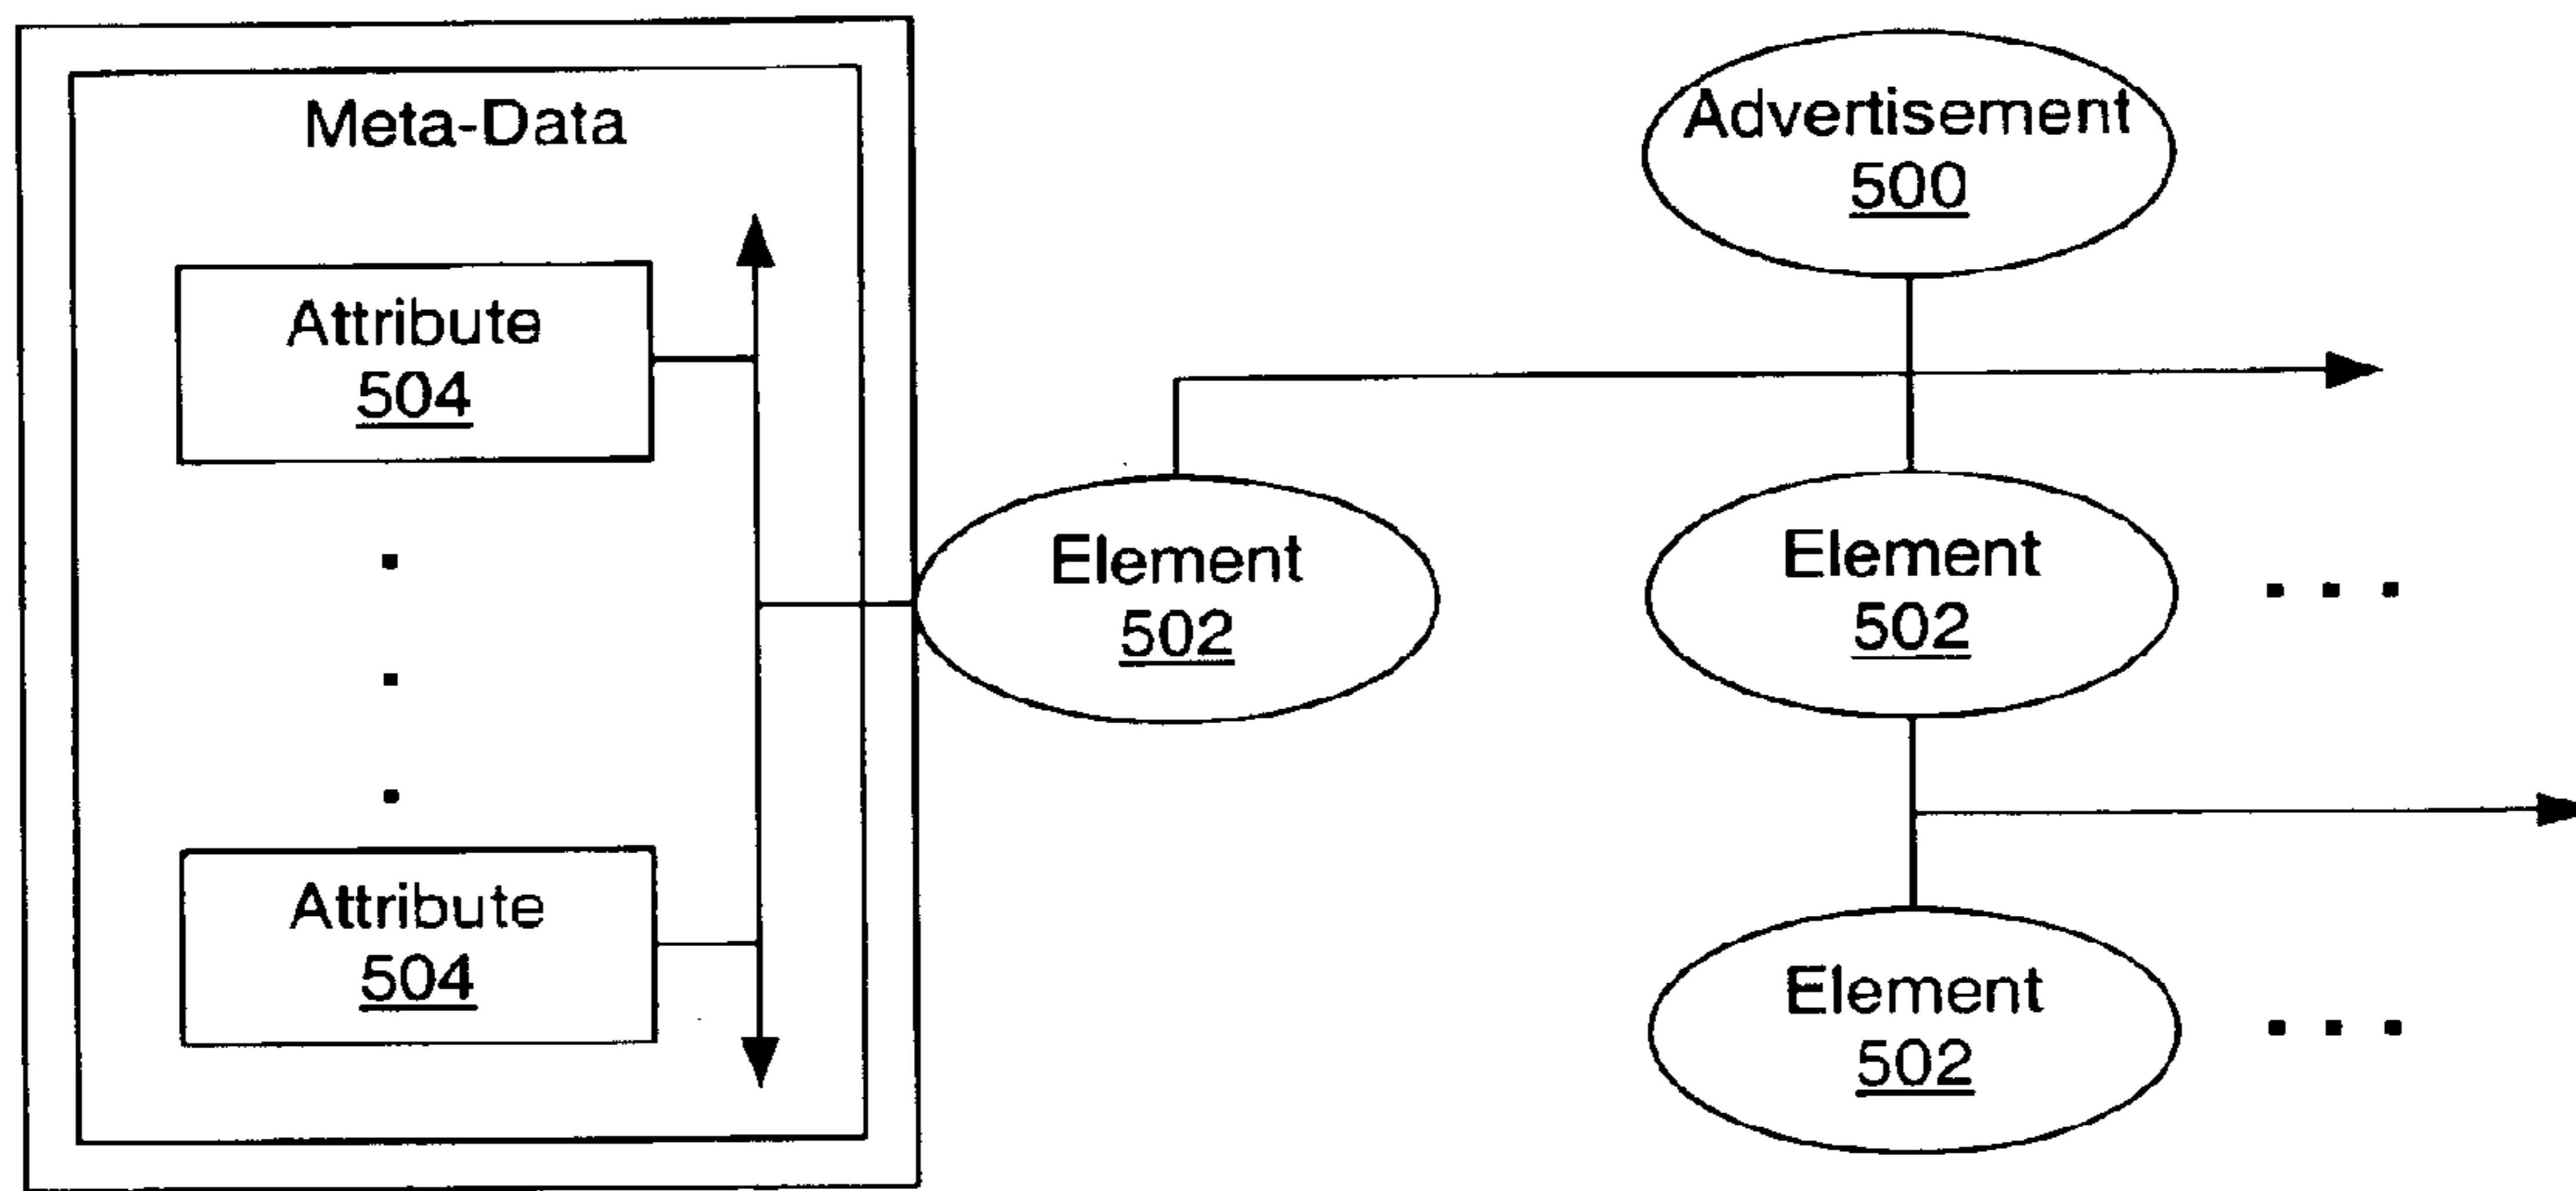 Meta-Data
Attribute
504
Attribute
504
Advertisement
500
Element
502
Element
502
Element
502